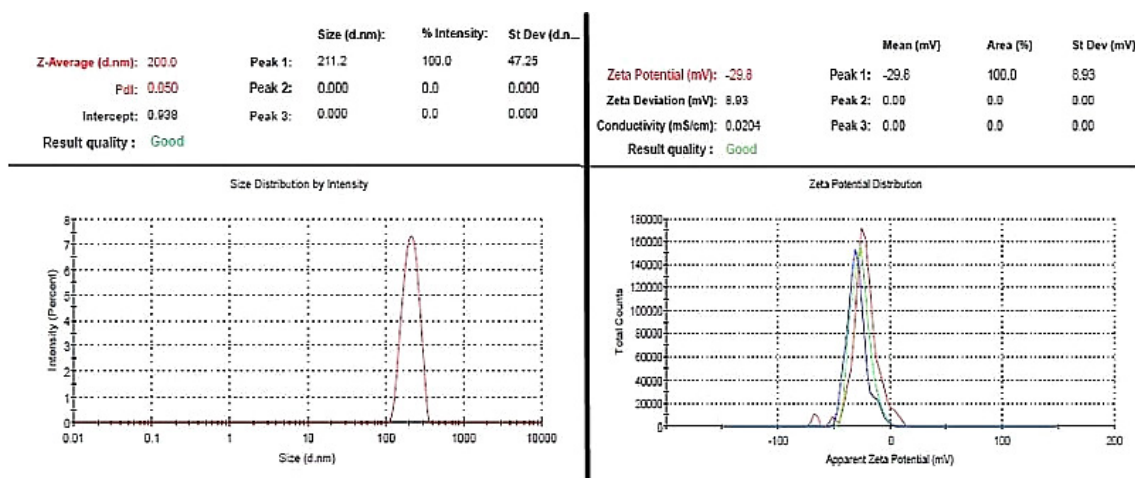 Size (d.nm): % Intensity: St Dev (d.n...
Z-Average (d.nm): 200.0 Peak 1: 211.2 100.0 47.25
PdI: 0.050 Peak 2: 0.000 0.0 0.000
Intercept: 0.938 Peak 3: 0.000 0.0 0.000
Result quality : Good
Size Distribution by Intensity
Intensity (Percent)
8
7
6
5
4
3
2
1
0
0.01 0.1 1 10 100 1000 10000
Size (d.nm)
Mean (mV) Area (%) St Dev (mV)
Zeta Potential (mV): -29.8 Peak 1: -29.8 100.0 8.93
Zeta Deviation (mV): 8.93 Peak 2: 0.00 0.0 0.00
Conductivity (mS/cm): 0.0204 Peak 3: 0.00 0.0 0.00
Result quality : Good
Zeta Potential Distribution
Total Counts
180000
160000
140000
120000
100000
80000
60000
40000
20000
0
-100 0 100 200
Apparent Zeta Potential (mV)